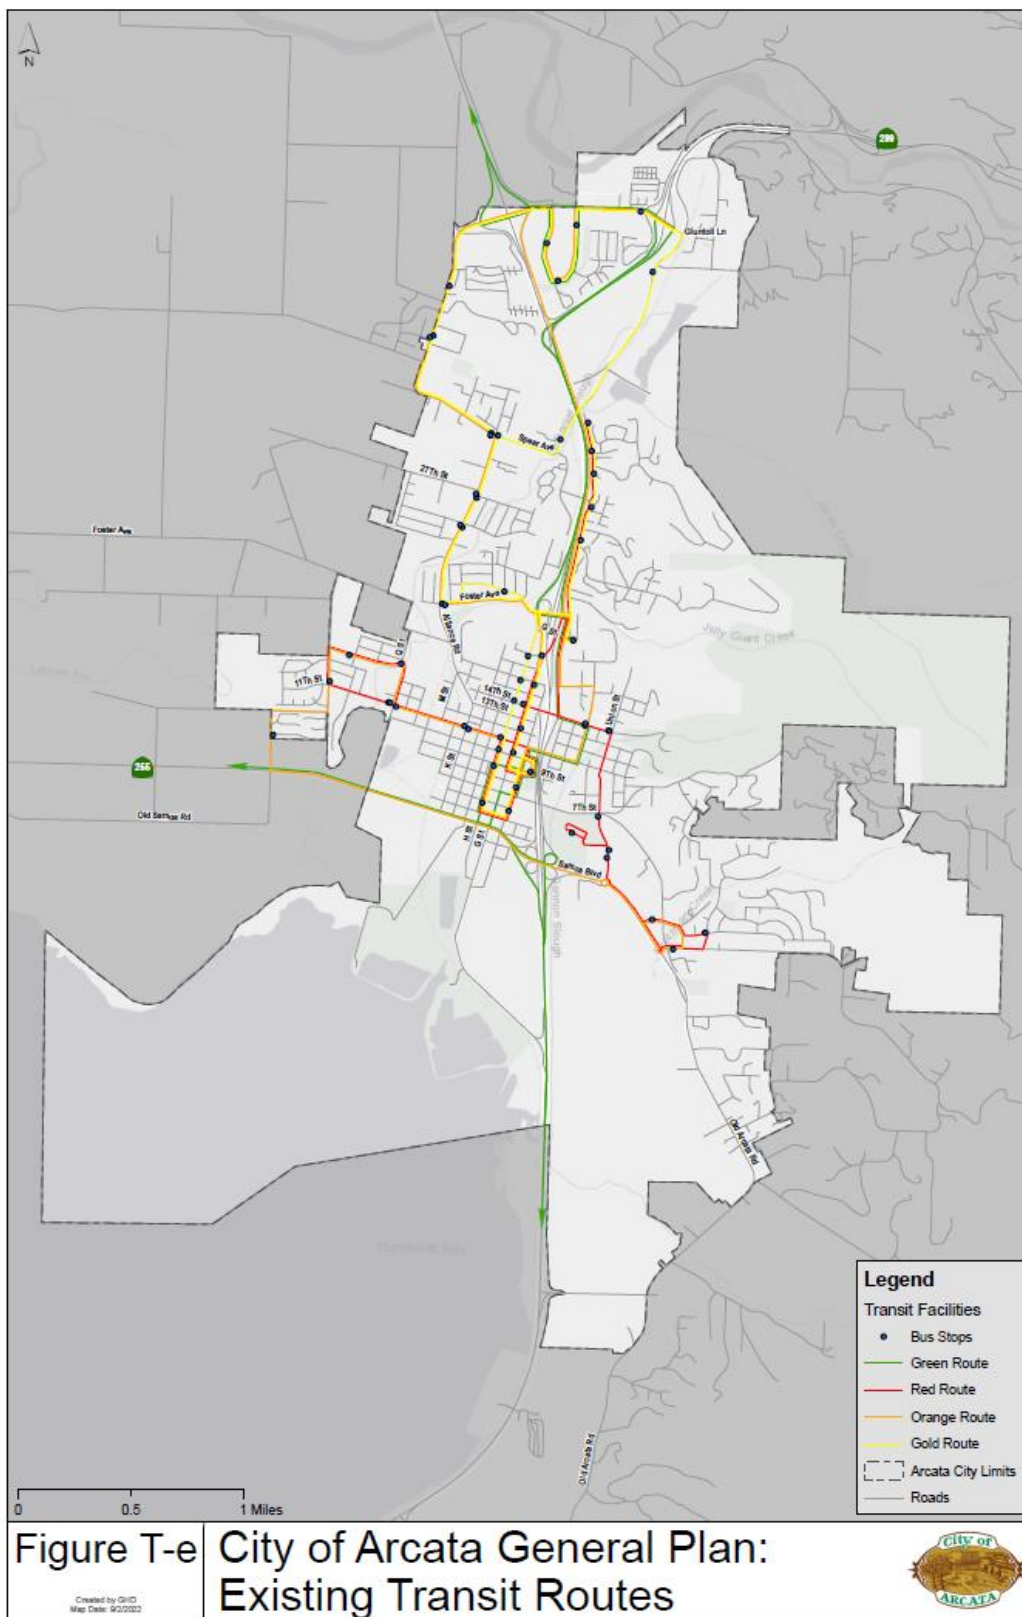 N
299
Giuntoli Ln
Spear Ave
27Th St
Foster Ave
Foster Ave
Alliance Rd
G St
Jolly Giant Creek
Q St
11Th St
M St
14Th St
13Th St
Union St
K St
9Th St
255
7Th St
Old Samoa Rd
H St
G St
Samoa Blvd
Old Arcata Rd
Humboldt Bay
Legend
Transit Facilities
Bus Stops
Green Route
Red Route
Orange Route
Gold Route
Arcata City Limits
Roads
Old Arcata Rd
0 0.5 1 Miles
Figure T-e
Created by GHD
Map Date: 9/2/2022
City of Arcata General Plan:
Existing Transit Routes
City of
ARCATA